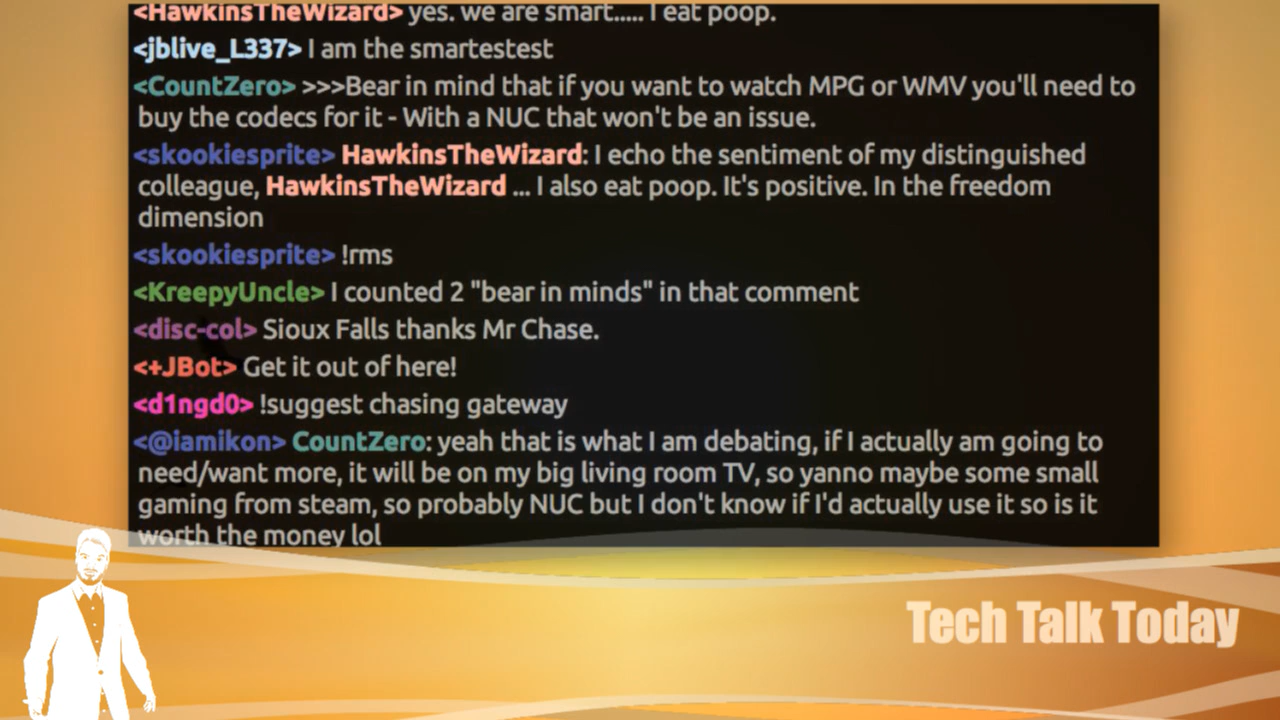 <HawkinsTheWizard> yes. we are smart..... I eat poop.
<jblive_L337> I am the smartestest
<CountZero> >>>Bear in mind that if you want to watch MPG or WMV you'll need to
buy the codecs for it - With a NUC that won't be an issue.
<skookiesprite> HawkinsTheWizard: I echo the sentiment of my distinguished
colleague, HawkinsTheWizard ... I also eat poop. It's positive. In the freedom
dimension
<skookiesprite> !rms
<KreepyUncle> I counted 2 "bear in minds" in that comment
<disc-col> Sioux Falls thanks Mr Chase.
<+JBot> Get it out of here!
<d1ngd0> !suggest chasing gateway
<@iamikon> CountZero: yeah that is what I am debating, if I actually am going to
need/want more, it will be on my big living room TV, so yanno maybe some small
gaming from steam, so probably NUC but I don't know if I'd actually use it so is it
worth the money lol
Tech Talk Today